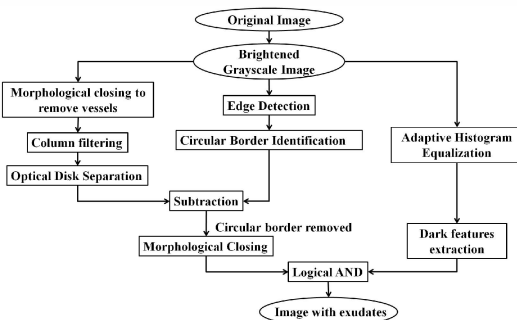 Original Image
Brightened
Grayscale Image
Morphological closing to
remove vessels
Edge Detection
Column filtering
Circular Border Identification
Adaptive Histogram
Equalization
Optical Disk Separation
Subtraction
Circular border removed
Morphological Closing
Dark features
extraction
Logical AND
Image with exudates